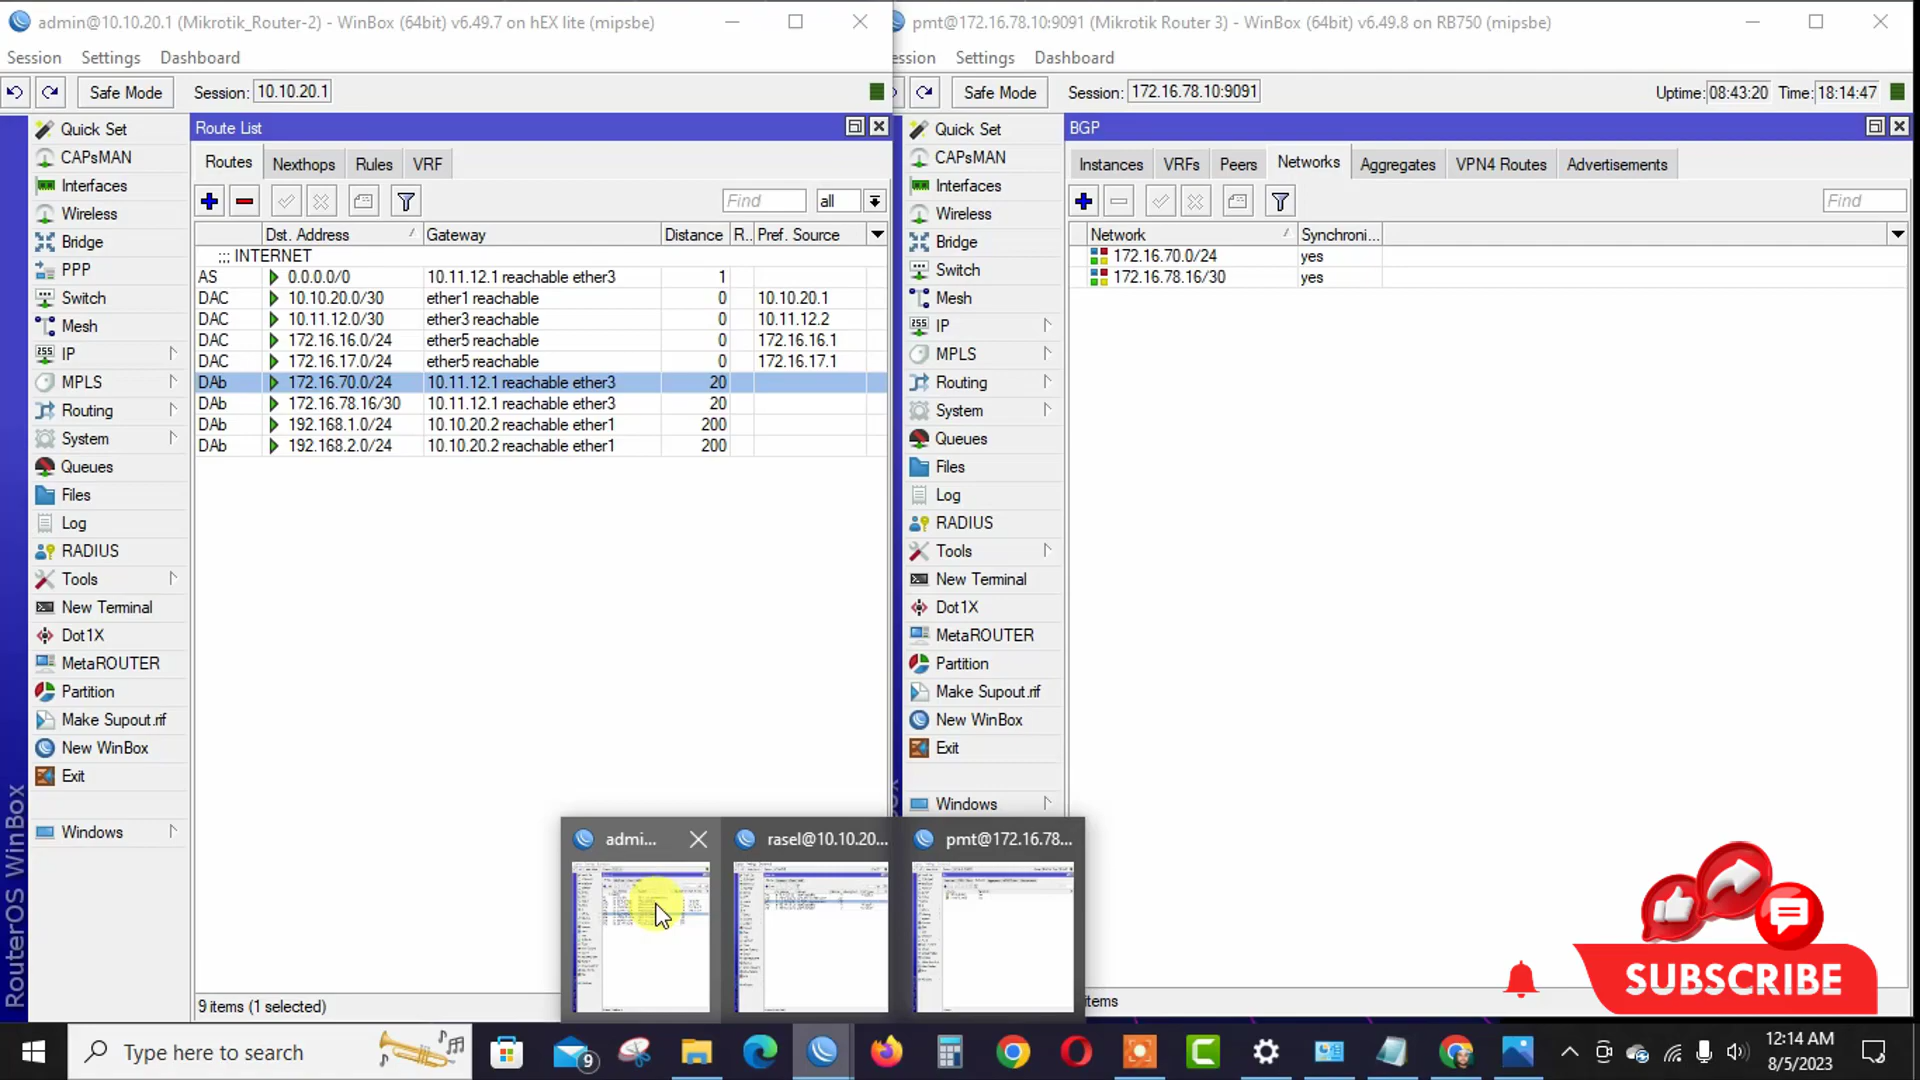 admin@10.10.20.1 (Mikrotik_Router-2) - WinBox (64bit) v6.49.7 on hEX lite (mipsbe)
Session Settings Dashboard
Safe Mode Session: 10.10.20.1
Quick Set
CAPsMAN
Interfaces
Wireless
Bridge
PPP
Switch
Mesh
IP
MPLS
Routing
System
Queues
Files
Log
RADIUS
Tools
New Terminal
Dot1X
MetaROUTER
Partition
Make Supout.rif
New WinBox
Exit
Windows
RouterOS WinBox
Route List
Routes Nexthops Rules VRF
Find all
Dst. Address Gateway Distance R.. Pref. Source
::: INTERNET
AS 0.0.0.0/0 10.11.12.1 reachable ether3 1
DAC 10.10.20.0/30 ether1 reachable 0 10.10.20.1
DAC 10.11.12.0/30 ether3 reachable 0 10.11.12.2
DAC 172.16.16.0/24 ether5 reachable 0 172.16.16.1
DAC 172.16.17.0/24 ether5 reachable 0 172.16.17.1
DAb 172.16.70.0/24 10.11.12.1 reachable ether3 20
DAb 172.16.78.16/30 10.11.12.1 reachable ether3 20
DAb 192.168.1.0/24 10.10.20.2 reachable ether1 200
DAb 192.168.2.0/24 10.10.20.2 reachable ether1 200
9 items (1 selected)
pmt@172.16.78.10:9091 (Mikrotik Router 3) - WinBox (64bit) v6.49.8 on RB750 (mipsbe)
ession Settings Dashboard
Safe Mode Session: 172.16.78.10:9091 Uptime: 08:43:20 Time: 18:14:47
Quick Set
CAPsMAN
Interfaces
Wireless
Bridge
Switch
Mesh
IP
MPLS
Routing
System
Queues
Files
Log
RADIUS
Tools
New Terminal
Dot1X
MetaROUTER
Partition
Make Supout.rif
New WinBox
Exit
Windows
BGP
Instances VRFs Peers Networks Aggregates VPN4 Routes Advertisements
Find
Network Synchroni...
172.16.70.0/24 yes
172.16.78.16/30 yes
items
admi... rasel@10.10.20... pmt@172.16.78...
SUBSCRIBE
Type here to search
9
12:14 AM
8/5/2023